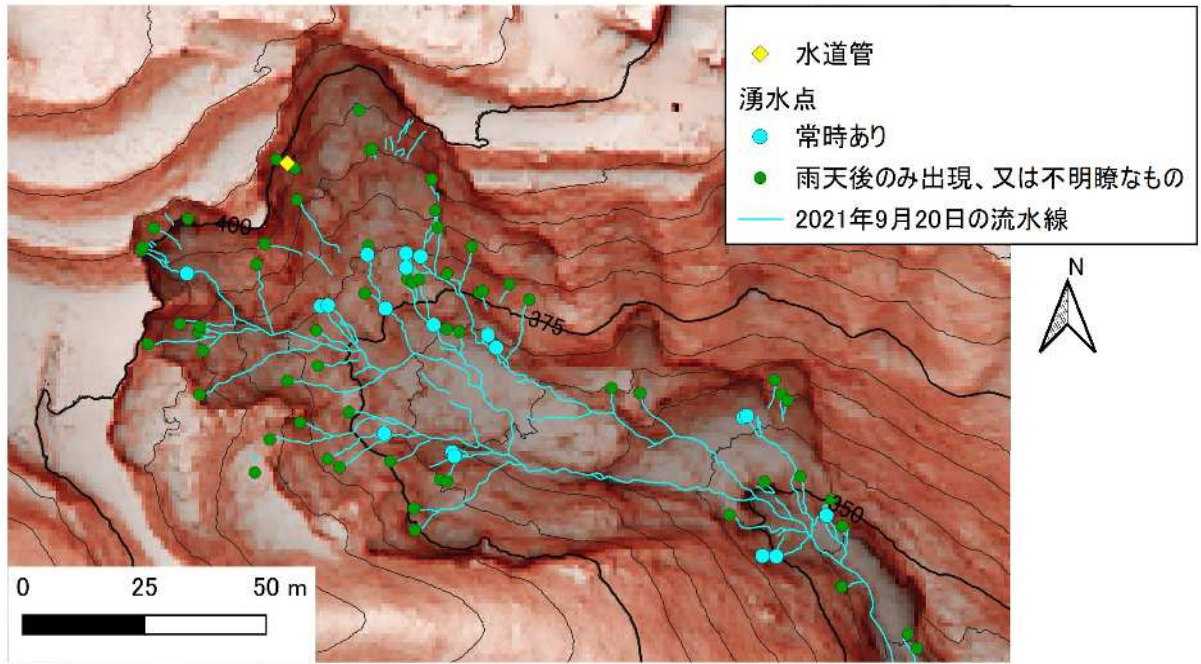 水道管
湧水点
常時あり
雨天後のみ出現、又は不明瞭なもの
2021年9月20日の流水線
N
400
375
350
0 25 50 m